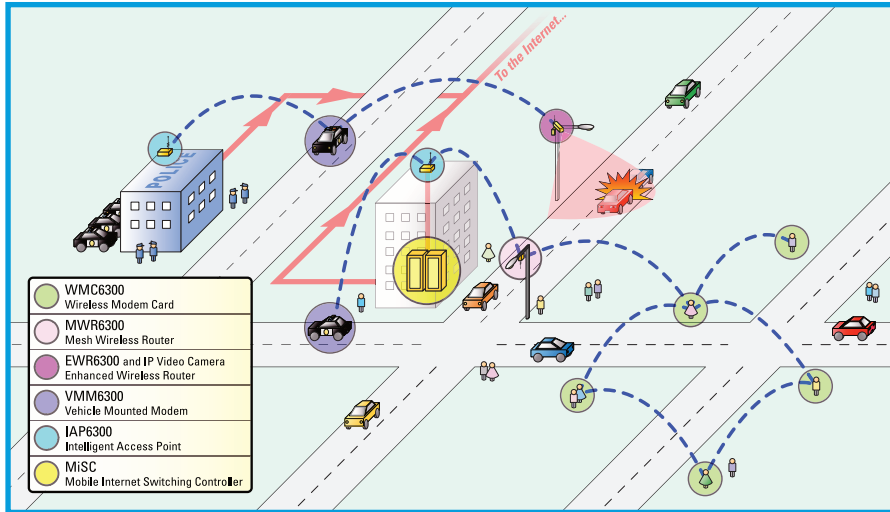 To the Internet...
POLICE
WMC6300
Wireless Modem Card
MWR6300
Mesh Wireless Router
EWR6300 and IP Video Camera
Enhanced Wireless Router
VMM6300
Vehicle Mounted Modem
IAP6300
Intelligent Access Point
MiSC
Mobile Internet Switching Controller